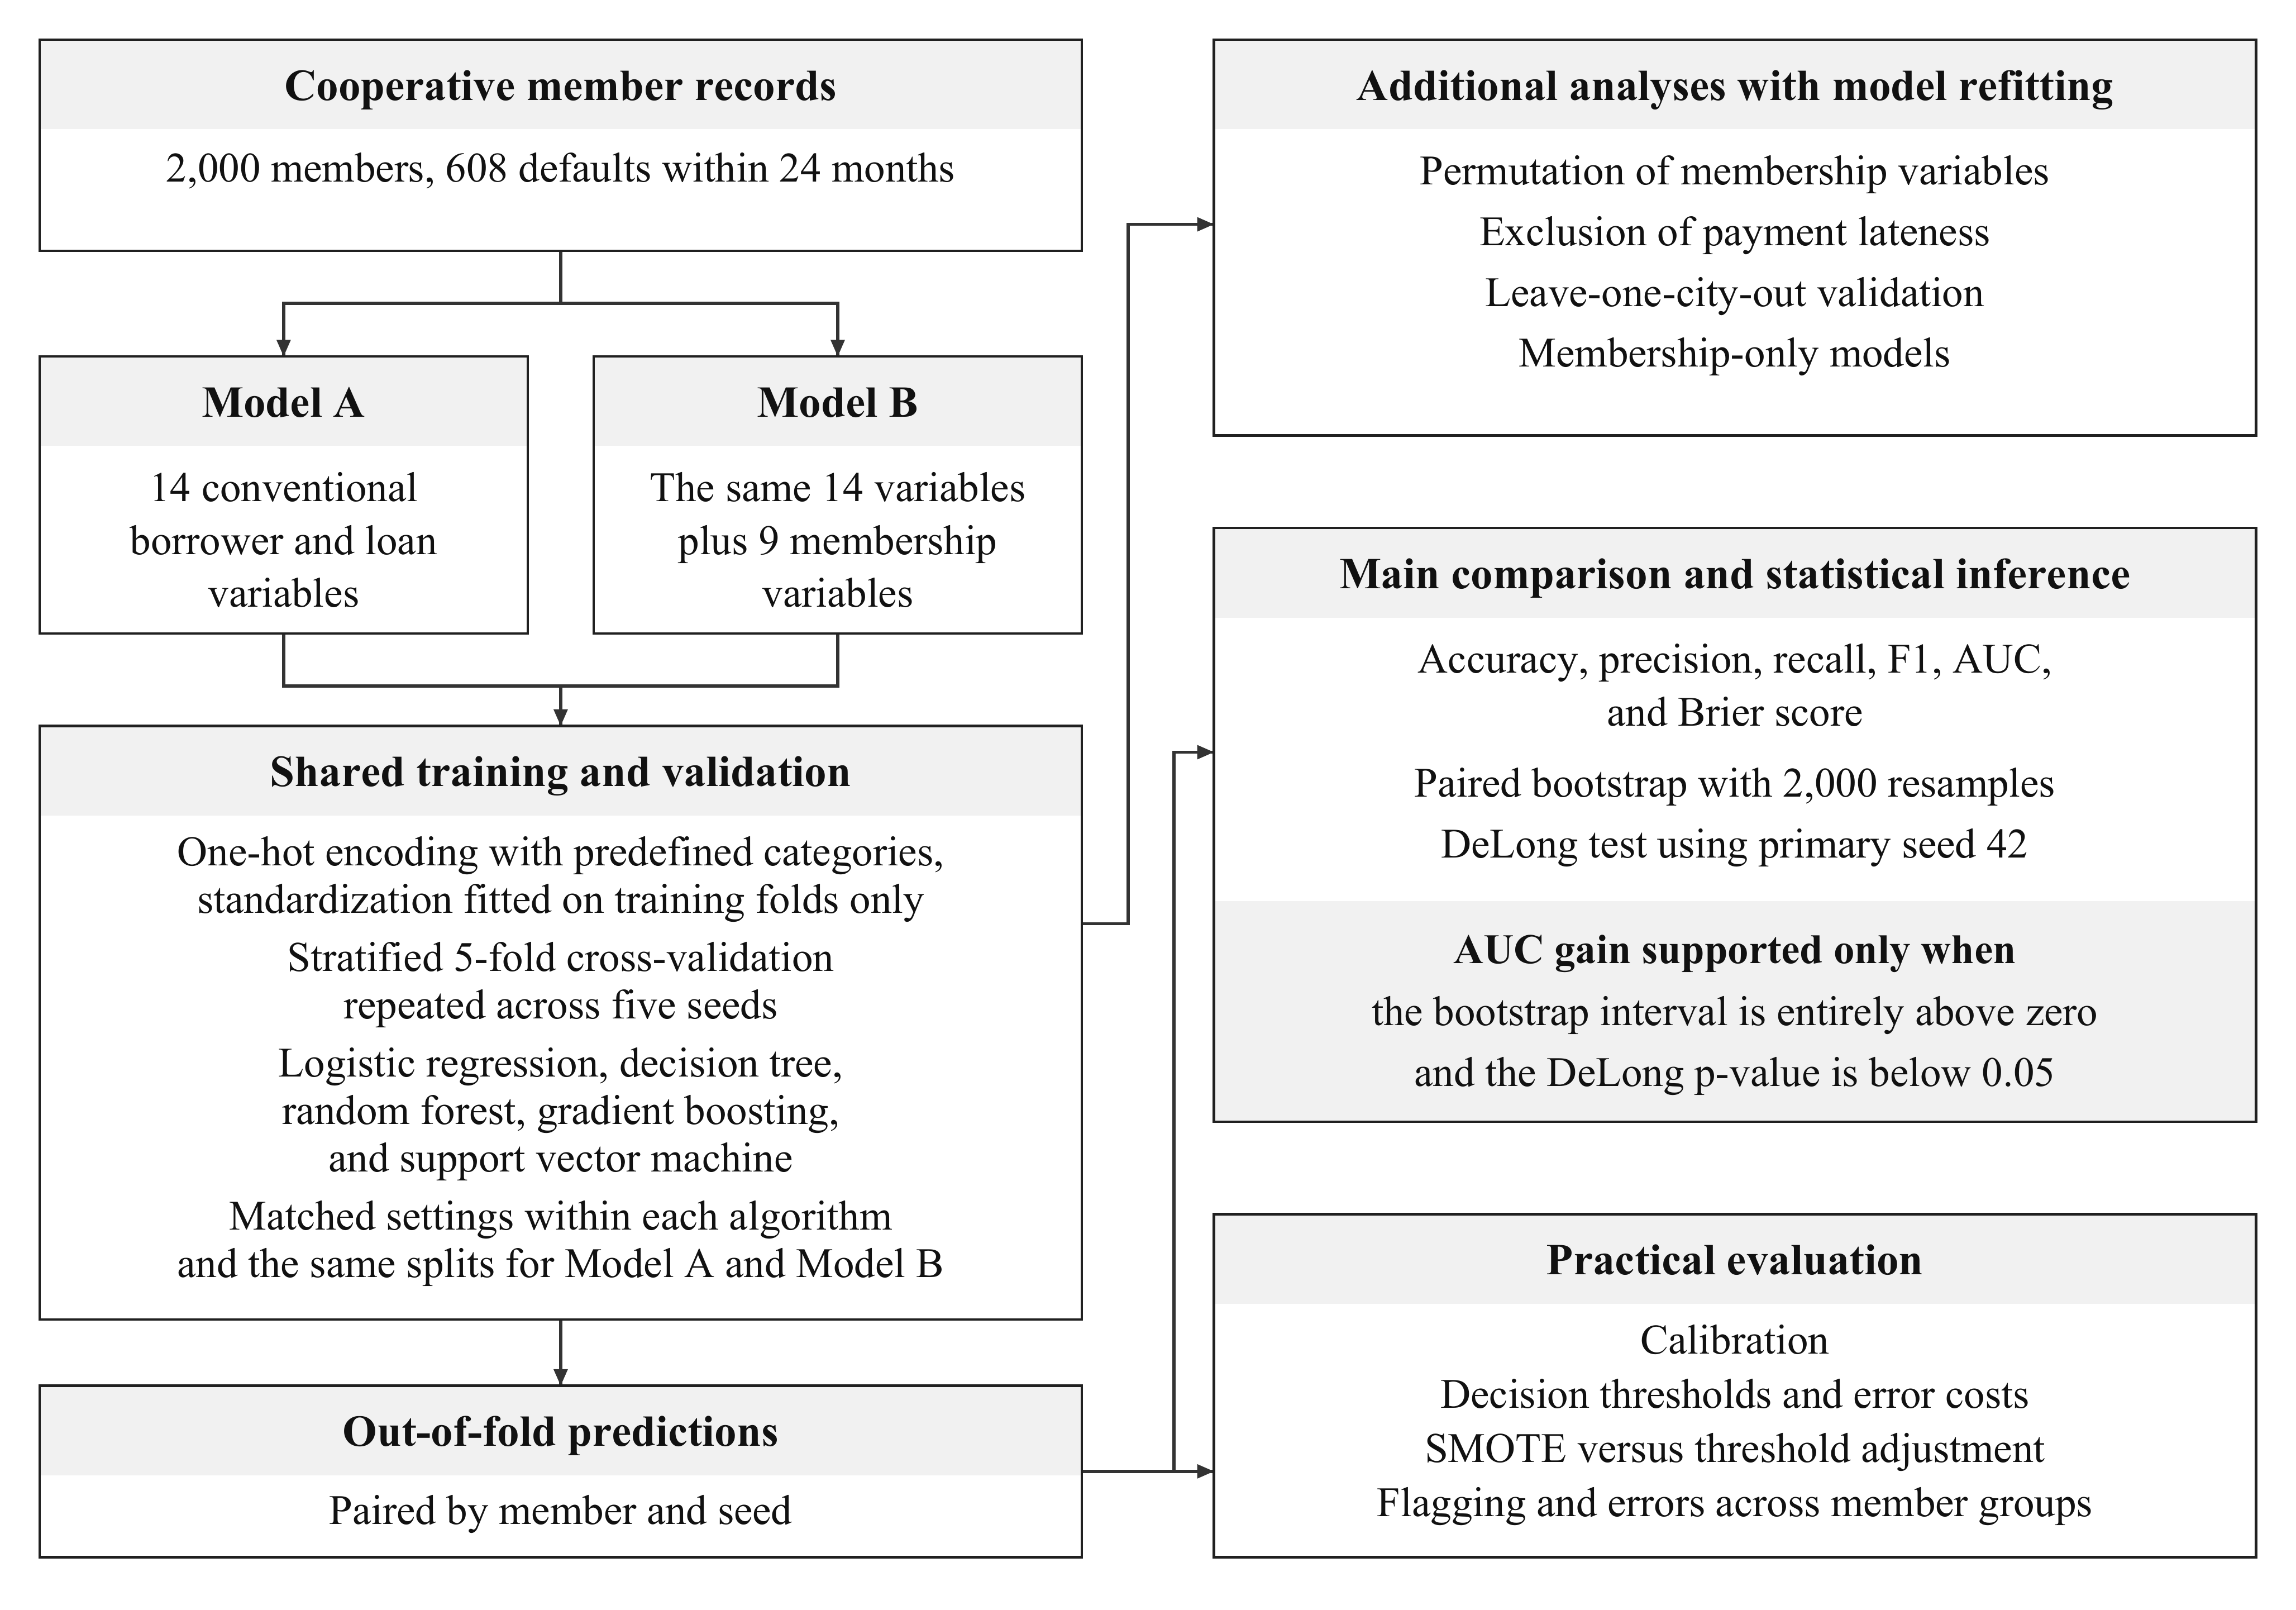 Cooperative member records
2,000 members, 608 defaults within 24 months
Model A
14 conventional
borrower and loan
variables
Model B
The same 14 variables
plus 9 membership
variables
Shared training and validation
One-hot encoding with predefined categories,
standardization fitted on training folds only
Stratified 5-fold cross-validation
repeated across five seeds
Logistic regression, decision tree,
random forest, gradient boosting,
and support vector machine
Matched settings within each algorithm
and the same splits for Model A and Model B
Out-of-fold predictions
Paired by member and seed
Additional analyses with model refitting
Permutation of membership variables
Exclusion of payment lateness
Leave-one-city-out validation
Membership-only models
Main comparison and statistical inference
Accuracy, precision, recall, F1, AUC,
and Brier score
Paired bootstrap with 2,000 resamples
DeLong test using primary seed 42
AUC gain supported only when
the bootstrap interval is entirely above zero
and the DeLong p-value is below 0.05
Practical evaluation
Calibration
Decision thresholds and error costs
SMOTE versus threshold adjustment
Flagging and errors across member groups